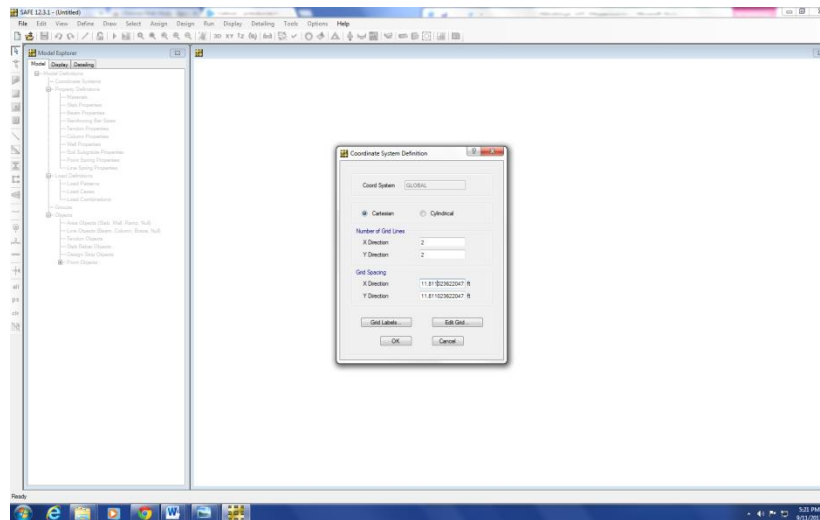 SAFE 12.3.1 - (Untitled)
File Edit View Define Draw Select Assign Design Run Display Detailing Tools Options Help
Model Explorer
Model Display Detailing
Model Definitions
Coordinate Systems
Property Definitions
Materials
Slab Properties
Beam Properties
Reinforcing Bar Sizes
Tendon Properties
Column Properties
Wall Properties
Soil Subgrade Properties
Point Spring Properties
Line Spring Properties
Load Definitions
Load Patterns
Load Cases
Load Combinations
Groups
Objects
Area Objects (Slab, Wall, Ramp, Null)
Line Objects (Beam, Column, Brace, Null)
Tendon Objects
Slab Rebar Objects
Design Strip Objects
Point Objects
Coordinate System Definition
Coord System GLOBAL
Cartesian Cylindrical
Number of Grid Lines
X Direction 2
Y Direction 2
Grid Spacing
X Direction 11.811023622047 ft
Y Direction 11.811023622047 ft
Grid Labels... Edit Grid...
OK Cancel
all
ps
clr
Ready
5:21 PM